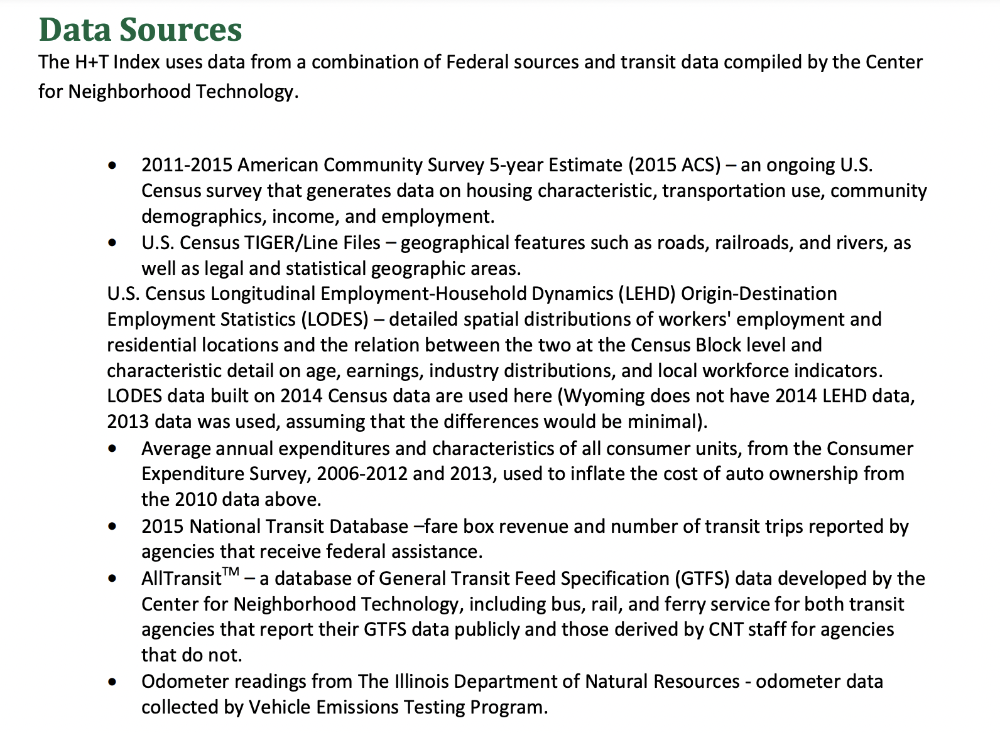 Data Sources
The H+T Index uses data from a combination of Federal sources and transit data compiled by the Center
for Neighborhood Technology.
• 2011-2015 American Community Survey 5-year Estimate (2015 ACS) – an ongoing U.S.
Census survey that generates data on housing characteristic, transportation use, community
demographics, income, and employment.
• U.S. Census TIGER/Line Files – geographical features such as roads, railroads, and rivers, as
well as legal and statistical geographic areas.
U.S. Census Longitudinal Employment-Household Dynamics (LEHD) Origin-Destination
Employment Statistics (LODES) – detailed spatial distributions of workers' employment and
residential locations and the relation between the two at the Census Block level and
characteristic detail on age, earnings, industry distributions, and local workforce indicators.
LODES data built on 2014 Census data are used here (Wyoming does not have 2014 LEHD data,
2013 data was used, assuming that the differences would be minimal).
• Average annual expenditures and characteristics of all consumer units, from the Consumer
Expenditure Survey, 2006-2012 and 2013, used to inflate the cost of auto ownership from
the 2010 data above.
• 2015 National Transit Database –fare box revenue and number of transit trips reported by
agencies that receive federal assistance.
• AllTransit™ – a database of General Transit Feed Specification (GTFS) data developed by the
Center for Neighborhood Technology, including bus, rail, and ferry service for both transit
agencies that report their GTFS data publicly and those derived by CNT staff for agencies
that do not.
• Odometer readings from The Illinois Department of Natural Resources - odometer data
collected by Vehicle Emissions Testing Program.